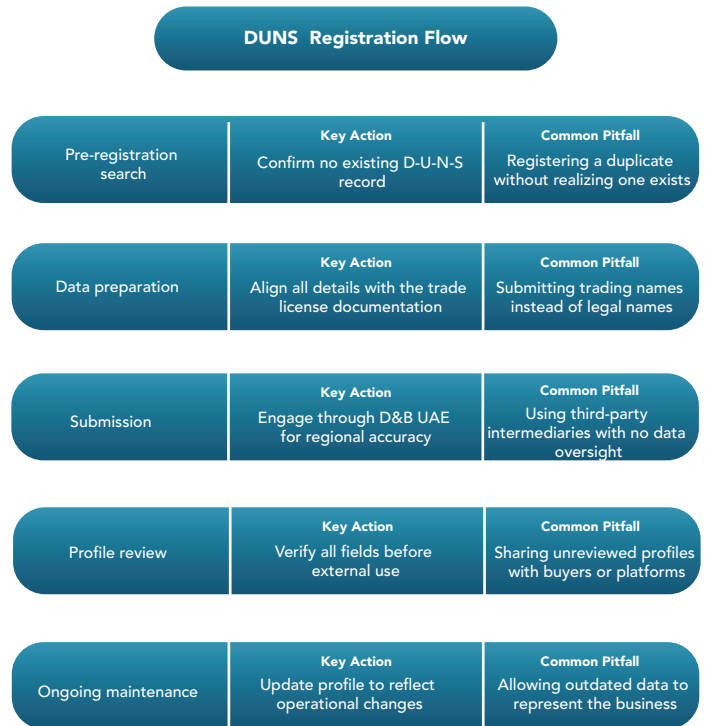 DUNS Registration Flow
Pre-registration
search
Key Action
Confirm no existing D-U-N-S
record
Common Pitfall
Registering a duplicate
without realizing one exists
Data preparation
Key Action
Align all details with the trade
license documentation
Common Pitfall
Submitting trading names
instead of legal names
Submission
Key Action
Engage through D&B UAE
for regional accuracy
Common Pitfall
Using third-party
intermediaries with no data
oversight
Profile review
Key Action
Verify all fields before
external use
Common Pitfall
Sharing unreviewed profiles
with buyers or platforms
Ongoing maintenance
Key Action
Update profile to reflect
operational changes
Common Pitfall
Allowing outdated data to
represent the business